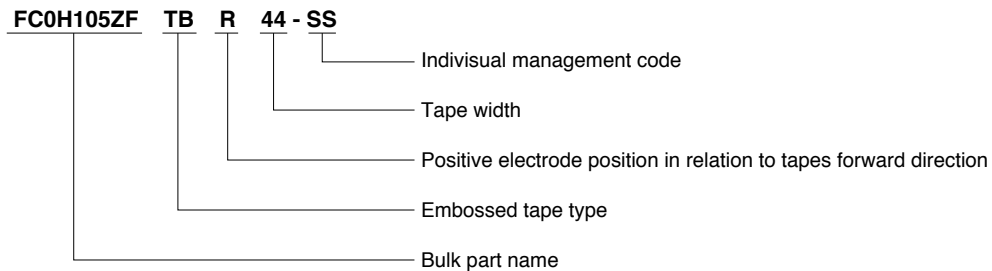 FC0H105ZF TB R 44 - SS
Indivisual management code
Tape width
Positive electrode position in relation to tapes forward direction
Embossed tape type
Bulk part name